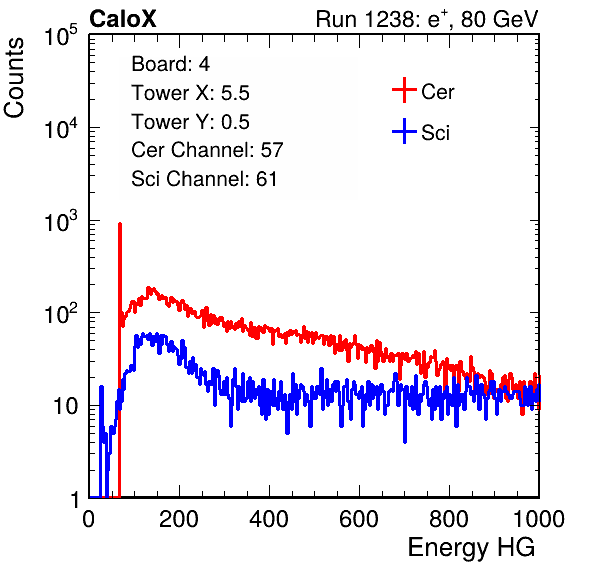 CaloX Run 1238: e⁺, 80 GeV
Counts
Board: 4
Tower X: 5.5
Tower Y: 0.5
Cer Channel: 57
Sci Channel: 61
Cer
Sci
10⁵
10⁴
10³
10²
10
1
0 200 400 600 800 1000
Energy HG